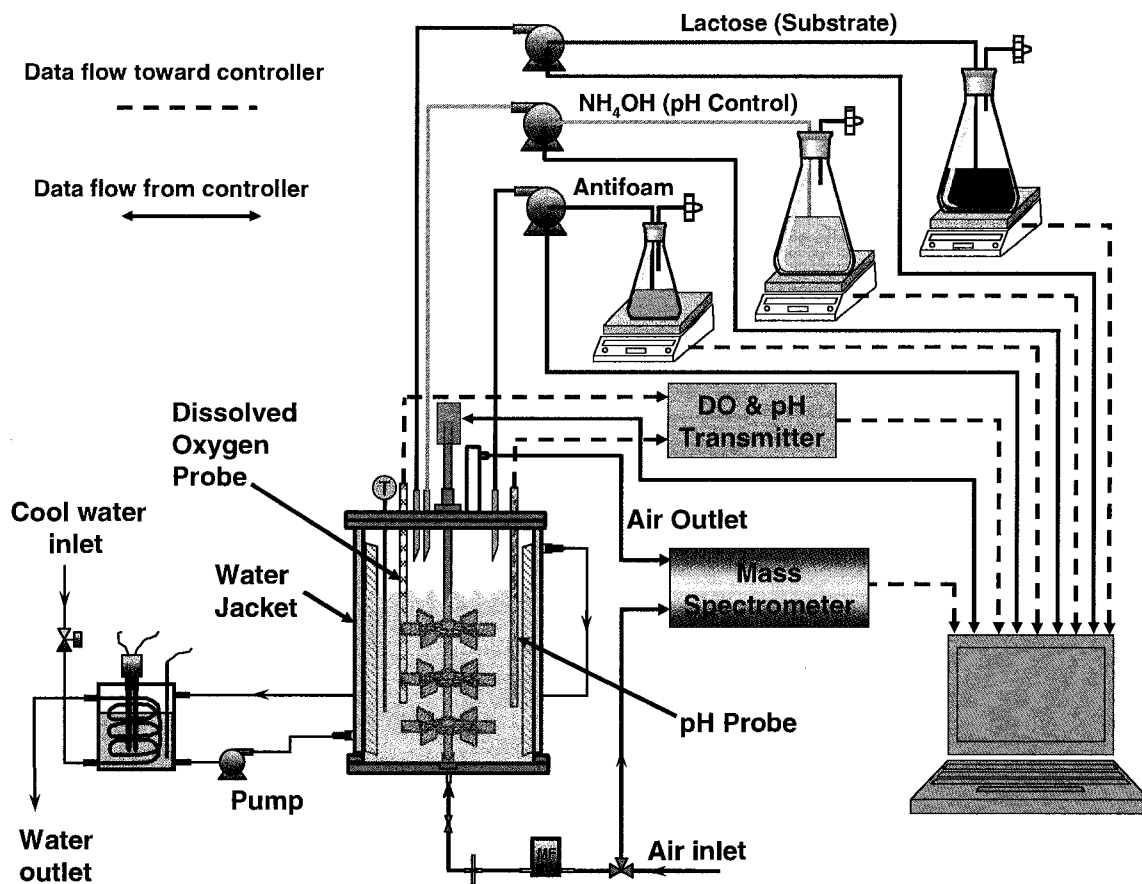 Lactose (Substrate)
Data flow toward controller
NH4OH (pH Control)
Data flow from controller
Antifoam
Dissolved
Oxygen
Probe
DO & pH
Transmitter
T
Cool water
inlet
Air Outlet
Water
Jacket
Mass
Spectrometer
pH Probe
Pump
Water
outlet
Air inlet